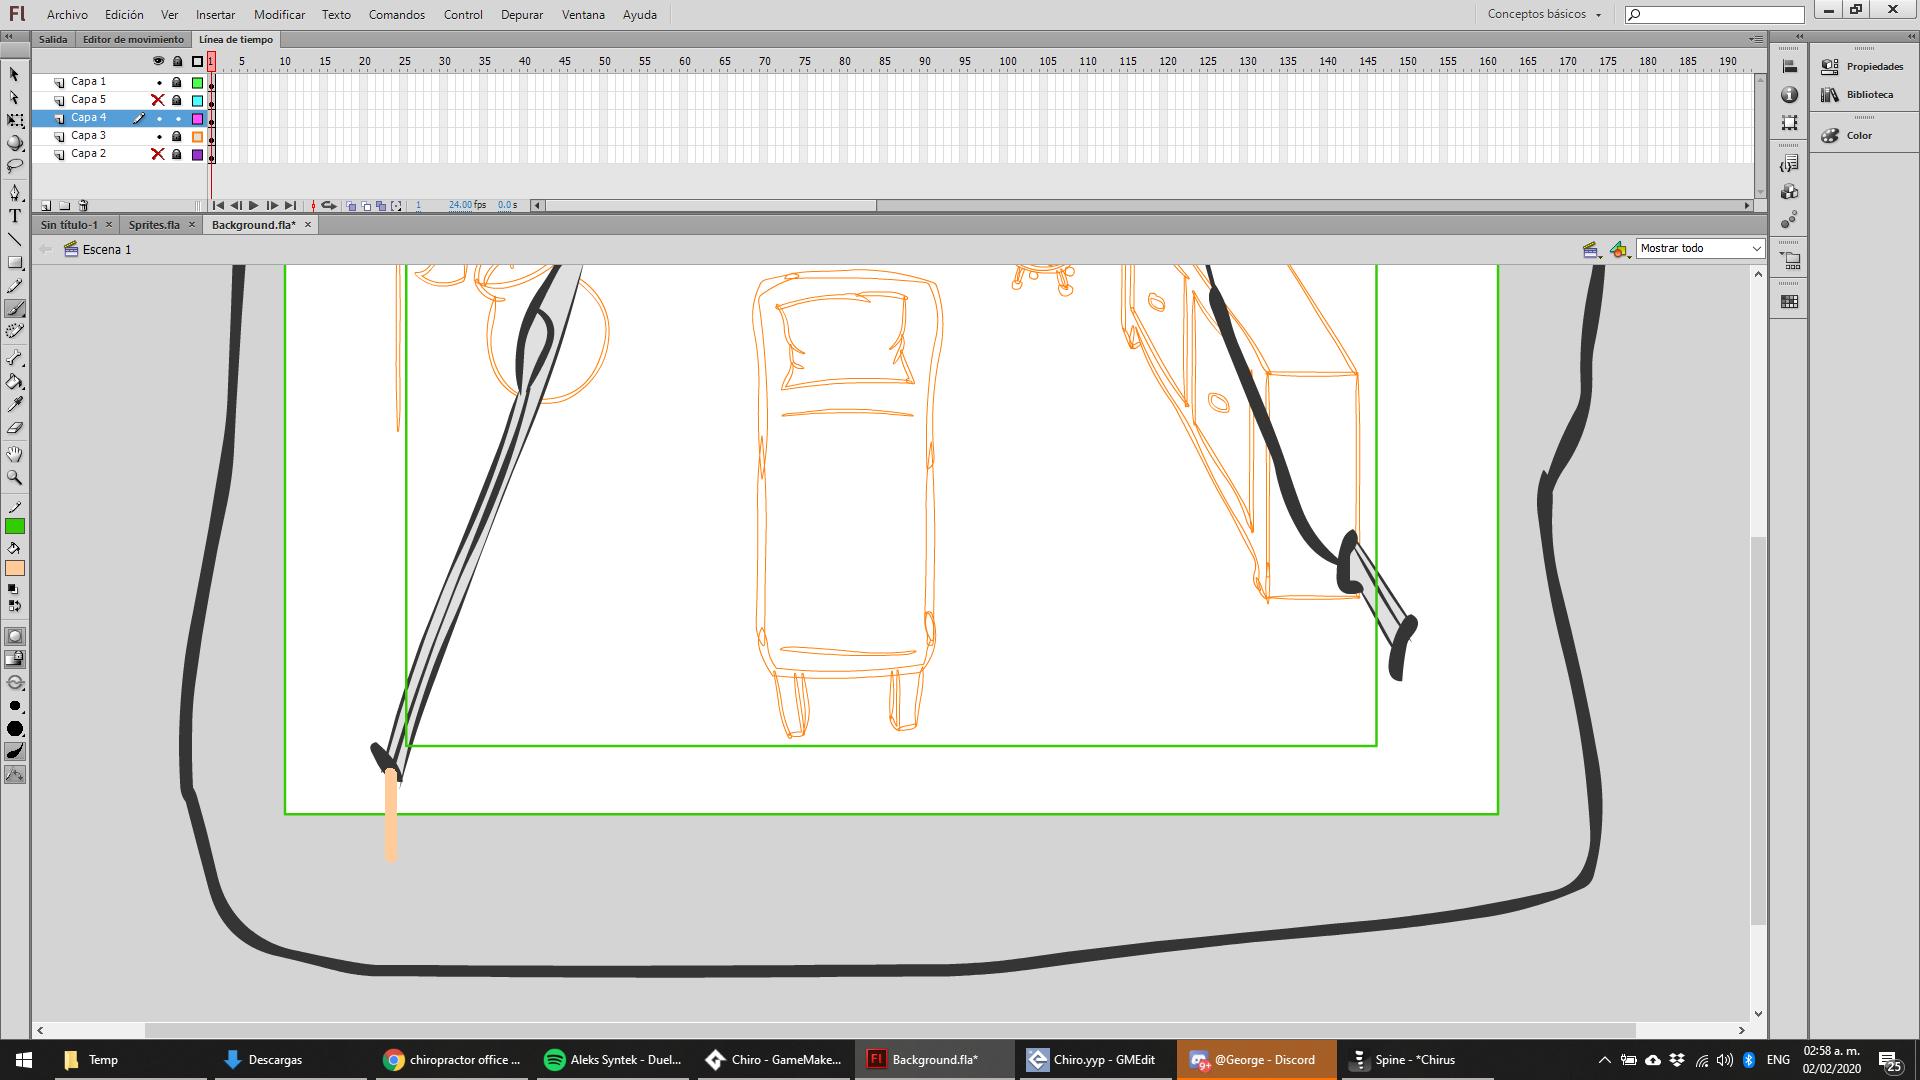 Fl Archivo Edición Ver Insertar Modificar Texto Comandos Control Depurar Ventana Ayuda Conceptos básicos
Salida Editor de movimiento Línea de tiempo
1 5 10 15 20 25 30 35 40 45 50 55 60 65 70 75 80 85 90 95 100 105 110 115 120 125 130 135 140 145 150 155 160 165 170 175 180 185 190
Capa 1
Capa 5
Capa 4
Capa 3
Capa 2
1 24.00 fps 0.0 s
Sin título-1 × Sprites.fla × Background.fla* ×
Escena 1 Mostrar todo
Propiedades
Biblioteca
Color
T
Temp Descargas chiropractor office ... Aleks Syntek - Duel... Chiro - GameMake... Fl Background.fla* Chiro.yyp - GMEdit 9+ @George - Discord Spine - *Chirus ENG 02:58 a. m. 25
02/02/2020